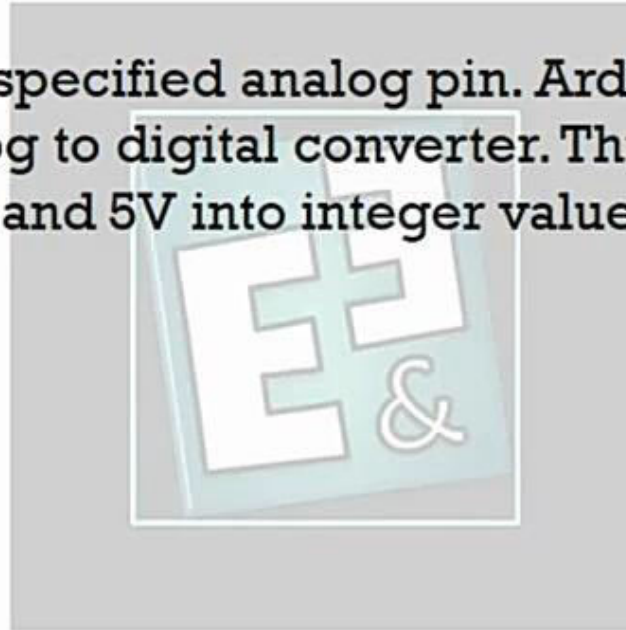 specified analog pin. Ard
g to digital converter. Th
and 5V into integer value
E E
&